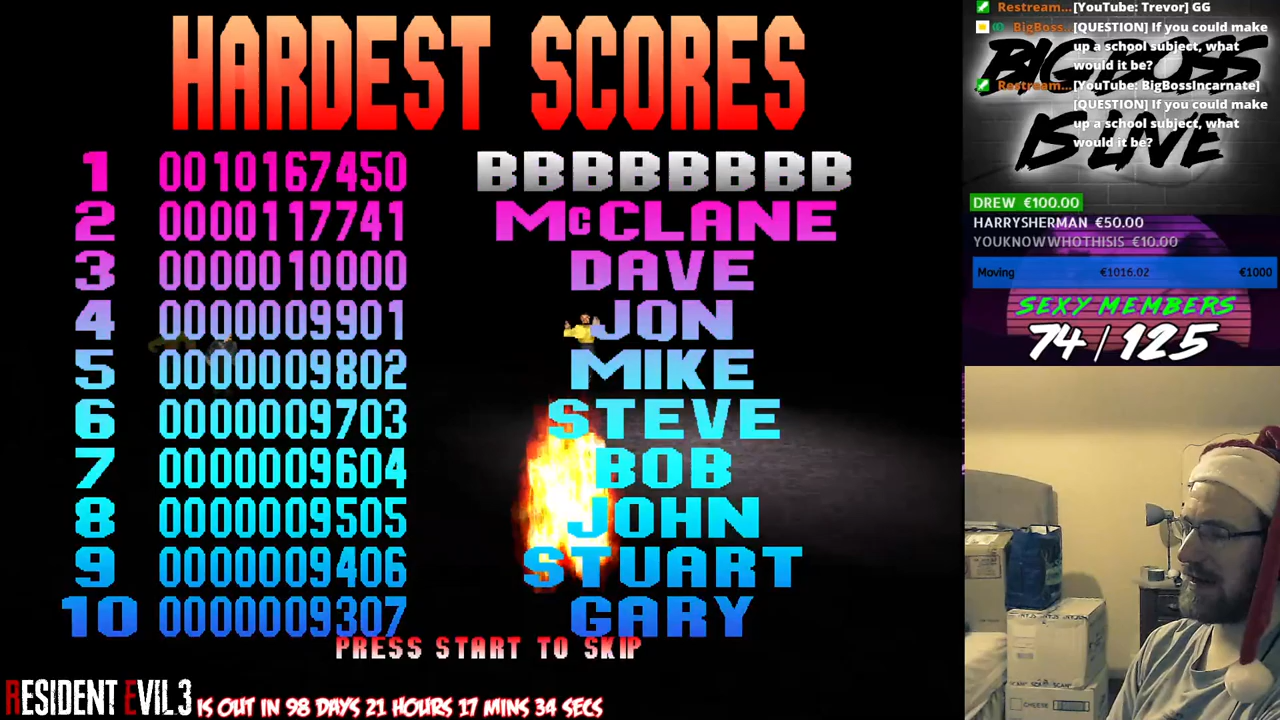 HARDEST SCORES
1 0010167450 BBBBBBBB
2 0000117741 McCLANE
3 0000010000 DAVE
4 0000009901 JON
5 0000009802 MIKE
6 0000009703 STEVE
7 0000009604 BOB
8 0000009505 JOHN
9 0000009406 STUART
10 0000009307 GARY
PRESS START TO SKIP
RESIDENT EVIL 3 IS OUT IN 98 DAYS 21 HOURS 17 MINS 34 SECS
Restream... [YouTube: Trevor] GG
BigBoss... [QUESTION] If you could make
up a school subject, what
would it be?
Restream... [YouTube: BigBossIncarnate]
[QUESTION] If you could make
up a school subject, what
would it be?
BIG BOSS
IS LIVE
DREW €100.00
HARRYSHERMAN €50.00
YOUKNOWWHOTHISIS €10.00
Moving €1016.02 €1000
SEXY MEMBERS
74 / 125
CHEESE